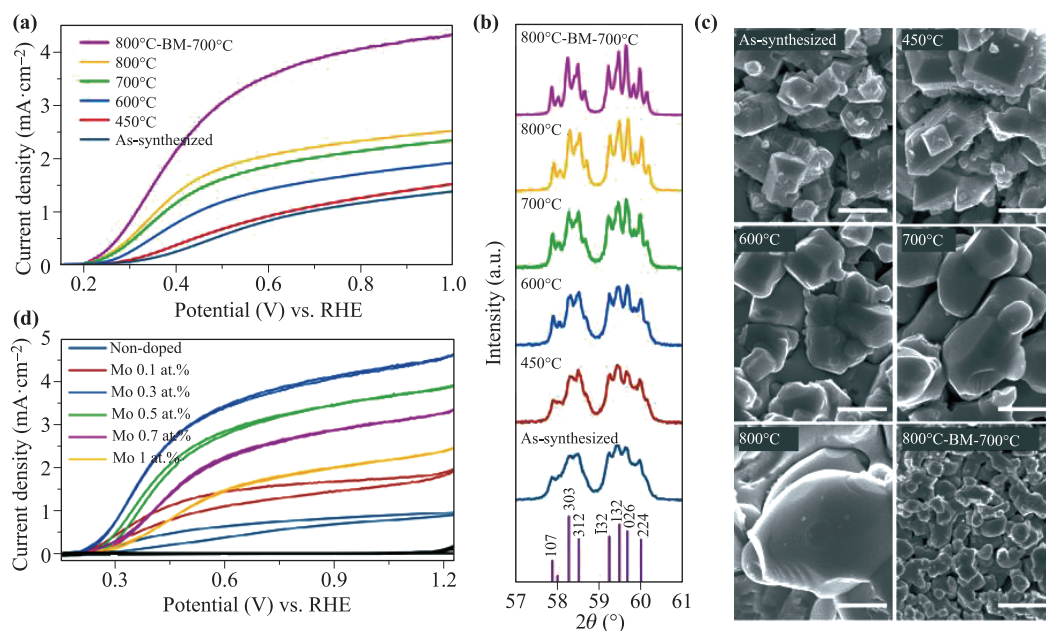 (a)
4
3
2
1
0
0.2
0.4
0.6
0.8
1.0
Current density (mA·cm−2)
Potential (V) vs. RHE
800°C-BM-700°C
800°C
700°C
600°C
450°C
As-synthesized
(b)
800°C-BM-700°C
800°C
700°C
600°C
450°C
As-synthesized
107
303
312
132
132
026
224
57
58
59
60
61
Intensity (a.u.)
2θ (°)
(c)
As-synthesized
450°C
600°C
700°C
800°C
800°C-BM-700°C
(d)
5
4
3
2
1
0
0.3
0.6
0.9
1.2
Current density (mA·cm−2)
Potential (V) vs. RHE
Non-doped
Mo 0.1 at.%
Mo 0.3 at.%
Mo 0.5 at.%
Mo 0.7 at.%
Mo 1 at.%